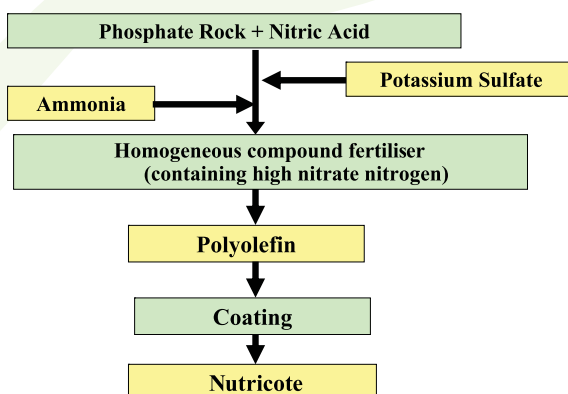 Phosphate Rock + Nitric Acid
Potassium Sulfate
Ammonia
Homogeneous compound fertiliser
(containing high nitrate nitrogen)
Polyolefin
Coating
Nutricote